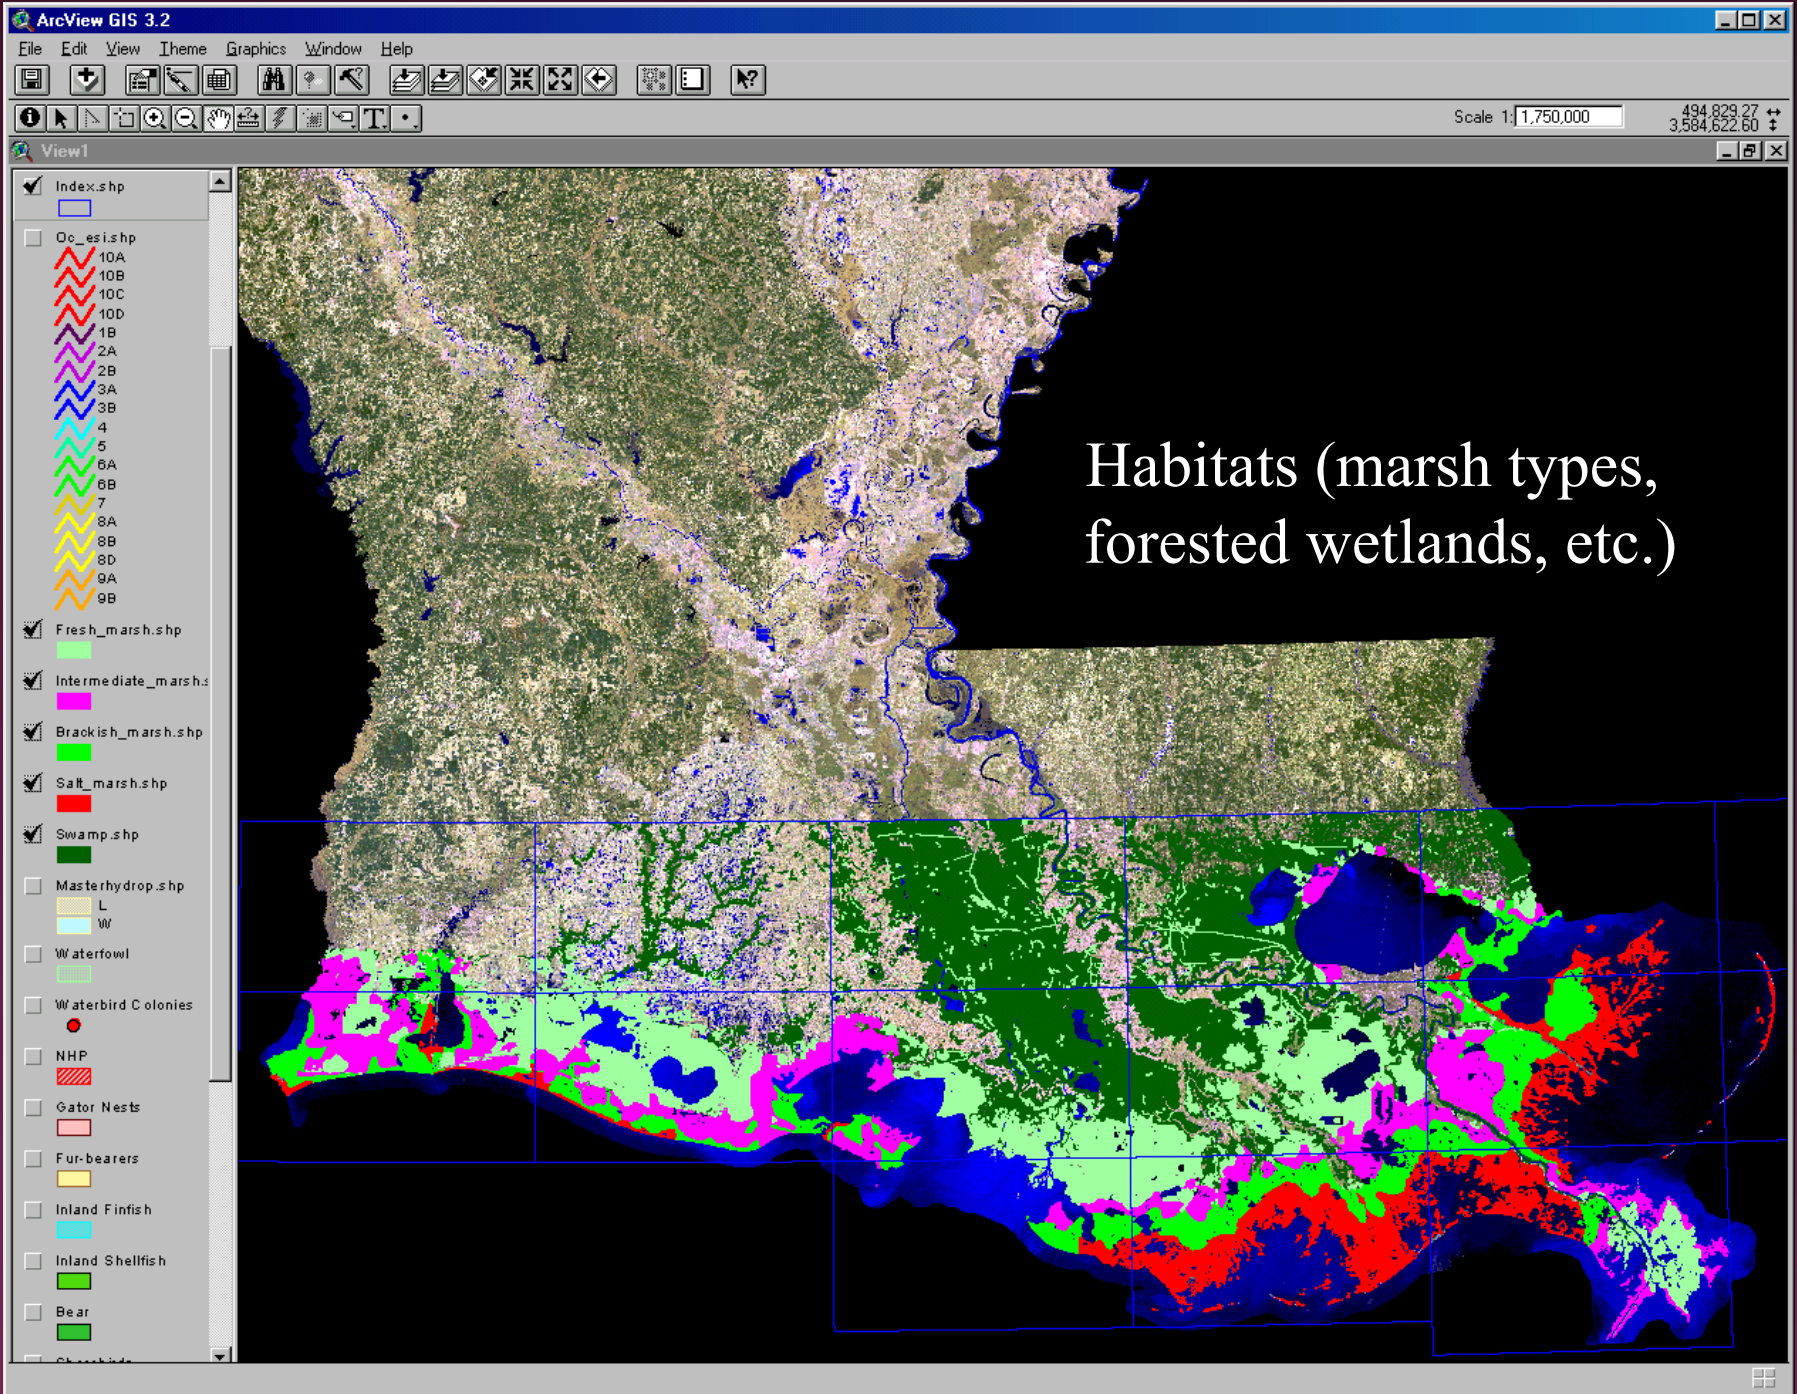 ArcView GIS 3.2
File Edit View Theme Graphics Window Help
Scale 1: 1,750,000
494,829.27
3,584,622.60
View1
Index.shp
Oc_esi.shp
10A
10B
10C
10D
1B
2A
2B
3A
3B
4
5
6A
6B
7
8A
8B
8D
9A
9B
Fresh_marsh.shp
Intermediate_marsh.s
Brackish_marsh.shp
Salt_marsh.shp
Swamp.shp
Masterhydrop.shp
L
W
Waterfowl
Waterbird Colonies
NHP
Gator Nests
Fur-bearers
Inland Finfish
Inland Shellfish
Bear
Habitats (marsh types,
forested wetlands, etc.)